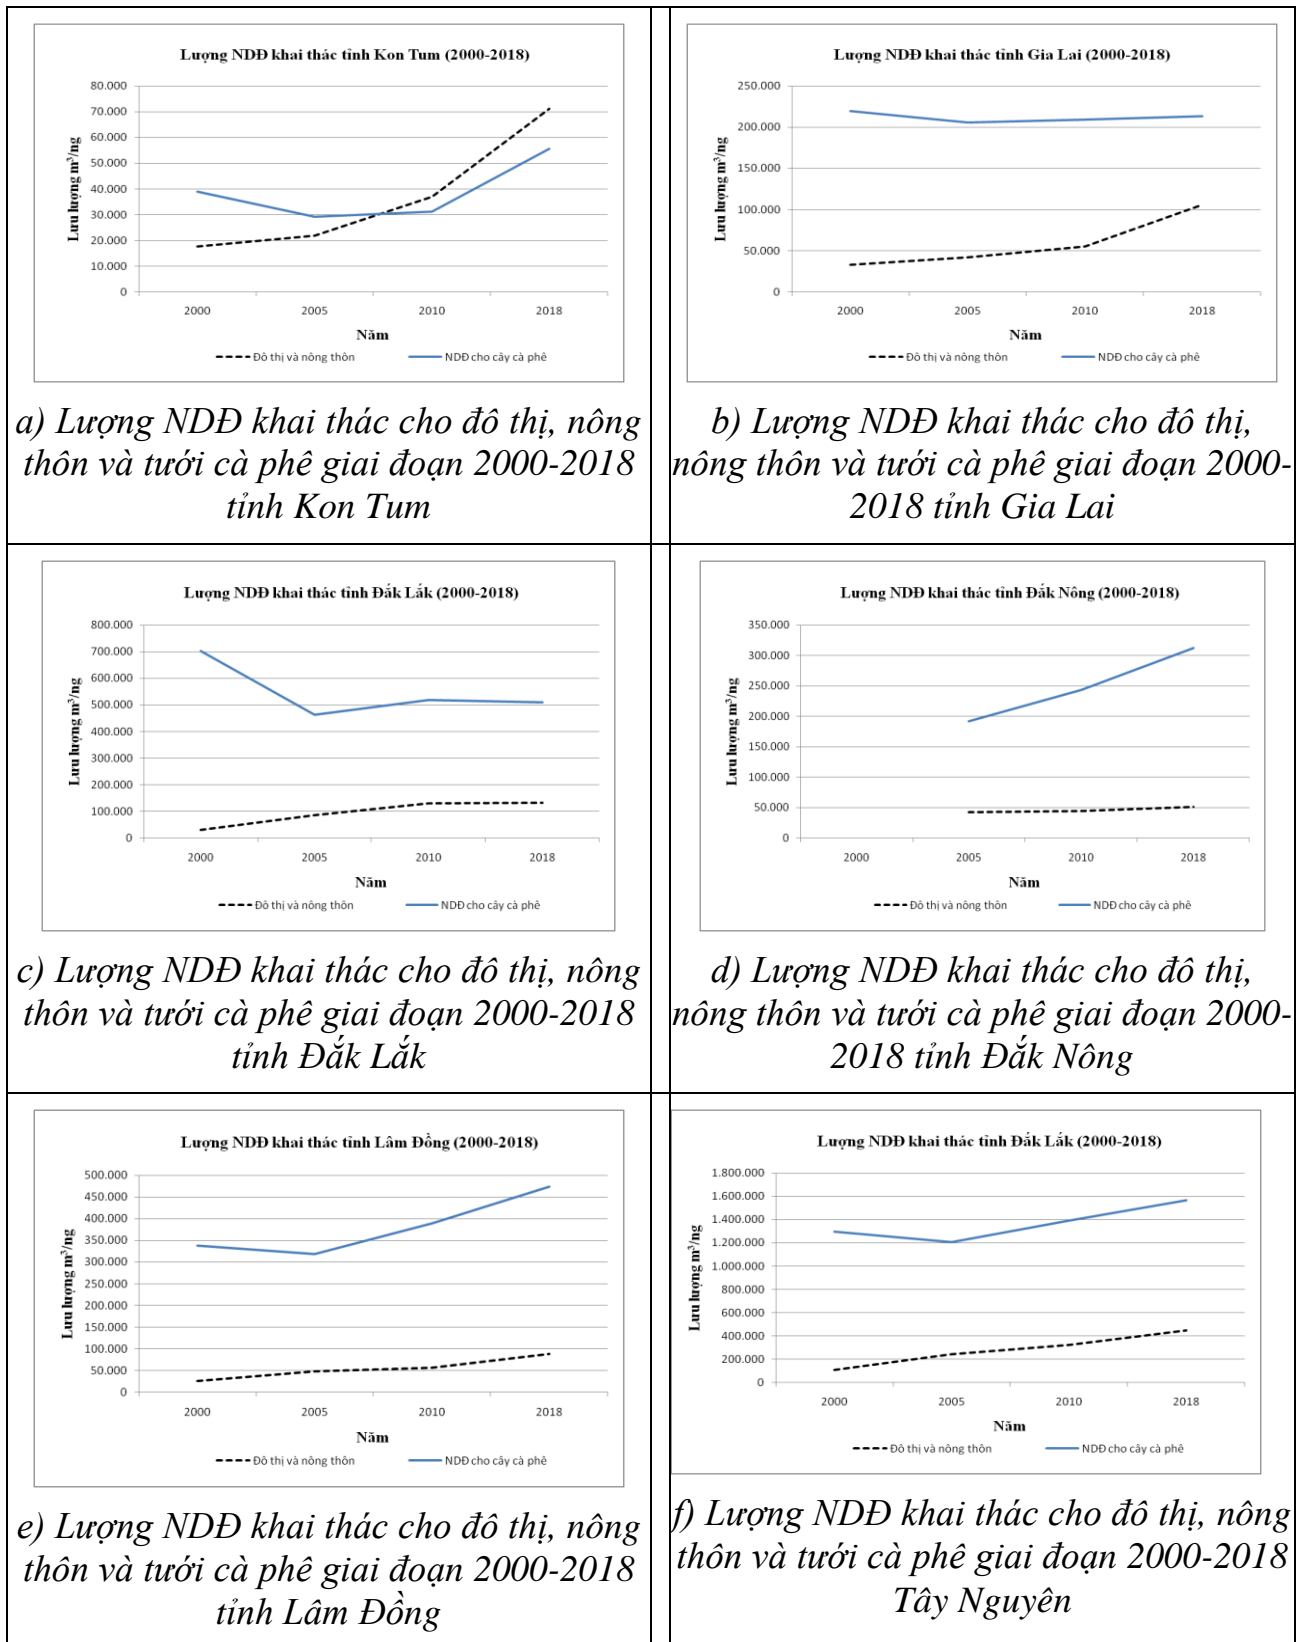 Lượng NDĐ khai thác tỉnh Kon Tum (2000-2018)
80.000
70.000
60.000
50.000
40.000
30.000
20.000
10.000
0
Lưu lượng m³/ng
2000 2005 2010 2018
Năm
Đô thị và nông thôn NDĐ cho cây cà phê
a) Lượng NDĐ khai thác cho đô thị, nông
thôn và tưới cà phê giai đoạn 2000-2018
tỉnh Kon Tum
Lượng NDĐ khai thác tỉnh Gia Lai (2000-2018)
250.000
200.000
150.000
100.000
50.000
0
Lưu lượng m³/ng
2000 2005 2010 2018
Năm
Đô thị và nông thôn NDĐ cho cây cà phê
b) Lượng NDĐ khai thác cho đô thị,
nông thôn và tưới cà phê giai đoạn 2000-
2018 tỉnh Gia Lai
Lượng NDĐ khai thác tỉnh Đắk Lắk (2000-2018)
800.000
700.000
600.000
500.000
400.000
300.000
200.000
100.000
0
Lưu lượng m³/ng
2000 2005 2010 2018
Năm
Đô thị và nông thôn NDĐ cho cây cà phê
c) Lượng NDĐ khai thác cho đô thị, nông
thôn và tưới cà phê giai đoạn 2000-2018
tỉnh Đắk Lắk
Lượng NDĐ khai thác tỉnh Đắk Nông (2000-2018)
350.000
300.000
250.000
200.000
150.000
100.000
50.000
0
Lưu lượng m³/ng
2000 2005 2010 2018
Năm
Đô thị và nông thôn NDĐ cho cây cà phê
d) Lượng NDĐ khai thác cho đô thị,
nông thôn và tưới cà phê giai đoạn 2000-
2018 tỉnh Đắk Nông
Lượng NDĐ khai thác tỉnh Lâm Đồng (2000-2018)
500.000
450.000
400.000
350.000
300.000
250.000
200.000
150.000
100.000
50.000
0
Lưu lượng m³/ng
2000 2005 2010 2018
Năm
Đô thị và nông thôn NDĐ cho cây cà phê
e) Lượng NDĐ khai thác cho đô thị, nông
thôn và tưới cà phê giai đoạn 2000-2018
tỉnh Lâm Đồng
Lượng NDĐ khai thác tỉnh Đắk Lắk (2000-2018)
1.800.000
1.600.000
1.400.000
1.200.000
1.000.000
800.000
600.000
400.000
200.000
0
Lưu lượng m³/ng
2000 2005 2010 2018
Năm
Đô thị và nông thôn NDĐ cho cây cà phê
f) Lượng NDĐ khai thác cho đô thị, nông
thôn và tưới cà phê giai đoạn 2000-2018
Tây Nguyên